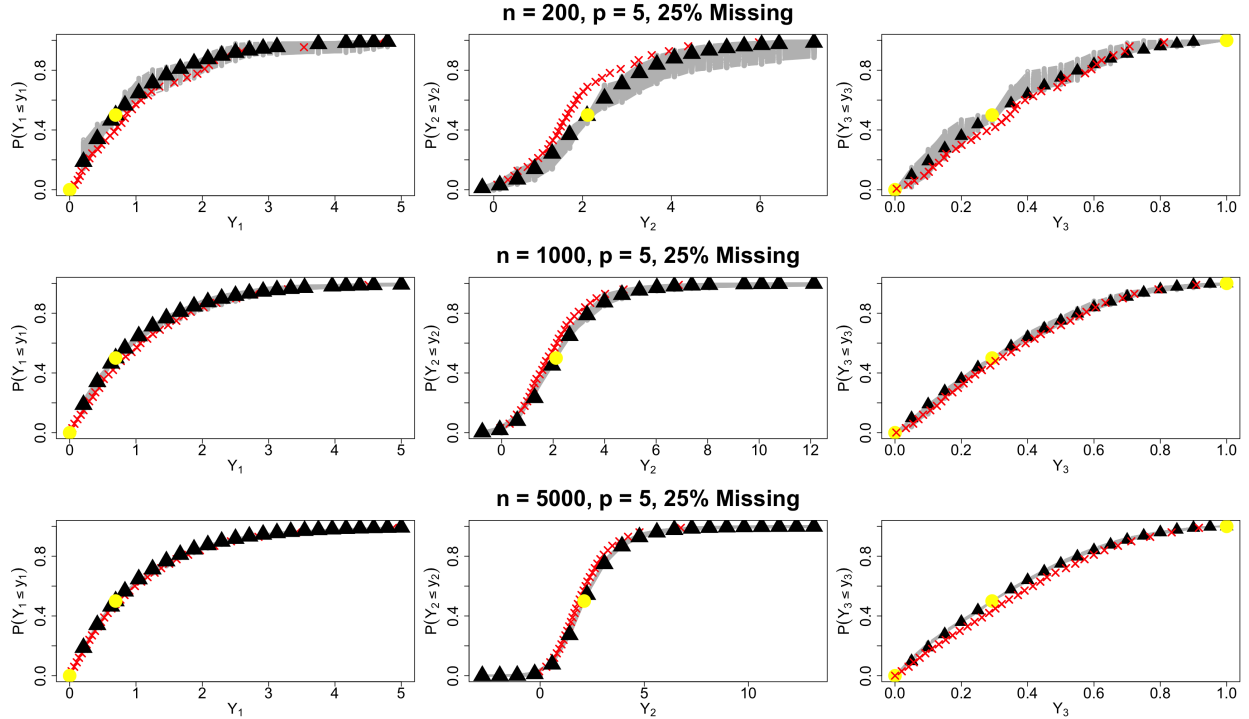 n = 200, p = 5, 25% Missing
P(Y₁ ≤ y₁)
0.0 0.4 0.8
0 1 2 3 4 5
Y₁
P(Y₂ ≤ y₂)
0.0 0.4 0.8
0 2 4 6
Y₂
P(Y₃ ≤ y₃)
0.0 0.4 0.8
0.0 0.2 0.4 0.6 0.8 1.0
Y₃
n = 1000, p = 5, 25% Missing
P(Y₁ ≤ y₁)
0.0 0.4 0.8
0 1 2 3 4 5
Y₁
P(Y₂ ≤ y₂)
0.0 0.4 0.8
0 2 4 6 8 10 12
Y₂
P(Y₃ ≤ y₃)
0.0 0.4 0.8
0.0 0.2 0.4 0.6 0.8 1.0
Y₃
n = 5000, p = 5, 25% Missing
P(Y₁ ≤ y₁)
0.0 0.4 0.8
0 1 2 3 4 5
Y₁
P(Y₂ ≤ y₂)
0.0 0.4 0.8
0 5 10
Y₂
P(Y₃ ≤ y₃)
0.0 0.4 0.8
0.0 0.2 0.4 0.6 0.8 1.0
Y₃